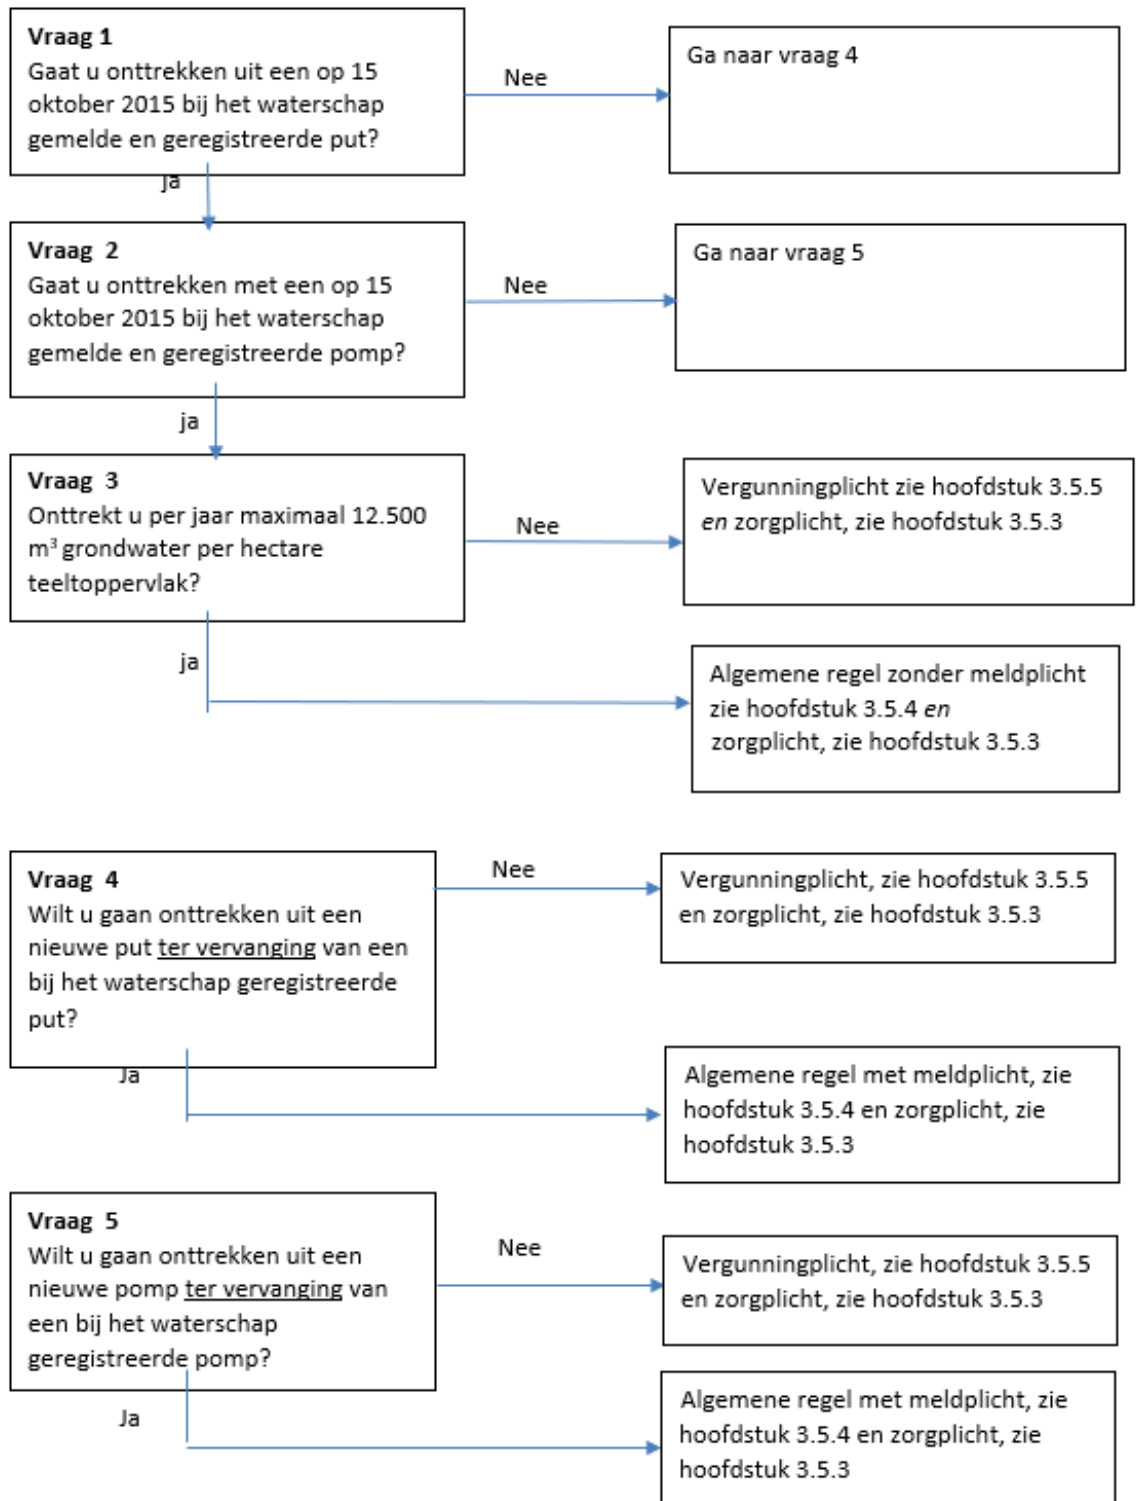 Vraag 1
Gaat u onttrekken uit een op 15
oktober 2015 bij het waterschap
gemelde en geregistreerde put?
Nee
Ga naar vraag 4
ja
Vraag 2
Gaat u onttrekken met een op 15
oktober 2015 bij het waterschap
gemelde en geregistreerde pomp?
Nee
Ga naar vraag 5
ja
Vraag 3
Onttrekt u per jaar maximaal 12.500
m³ grondwater per hectare
teeltoppervlak?
Nee
Vergunningplicht zie hoofdstuk 3.5.5
en zorgplicht, zie hoofdstuk 3.5.3
ja
Algemene regel zonder meldplicht
zie hoofdstuk 3.5.4 en
zorgplicht, zie hoofdstuk 3.5.3
Vraag 4
Wilt u gaan onttrekken uit een
nieuwe put ter vervanging van een
bij het waterschap geregistreerde
put?
Nee
Vergunningplicht, zie hoofdstuk 3.5.5
en zorgplicht, zie hoofdstuk 3.5.3
Ja
Algemene regel met meldplicht, zie
hoofdstuk 3.5.4 en zorgplicht, zie
hoofdstuk 3.5.3
Vraag 5
Wilt u gaan onttrekken uit een
nieuwe pomp ter vervanging van
een bij het waterschap
geregistreerde pomp?
Nee
Vergunningplicht, zie hoofdstuk 3.5.5
en zorgplicht, zie hoofdstuk 3.5.3
Ja
Algemene regel met meldplicht, zie
hoofdstuk 3.5.4 en zorgplicht, zie
hoofdstuk 3.5.3